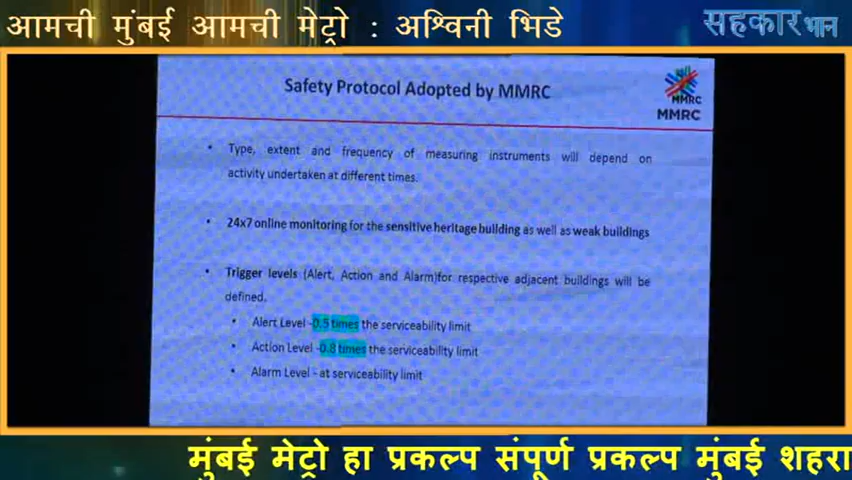 आमची मुंबई आमची मेट्रो : अश्विनी भिडे
सहकार भान
Safety Protocol Adopted by MMRC
MMRC
MMRC
• Type, extent and frequency of measuring instruments will depend on
activity undertaken at different times.
• 24x7 online monitoring for the sensitive heritage building as well as weak buildings
• Trigger levels (Alert, Action and Alarm)for respective adjacent buildings will be
defined.
• Alert Level -0.5 times the serviceability limit
• Action Level -0.8 times the serviceability limit
• Alarm Level - at serviceability limit
मुंबई मेट्रो हा प्रकल्प संपूर्ण प्रकल्प मुंबई शहरा